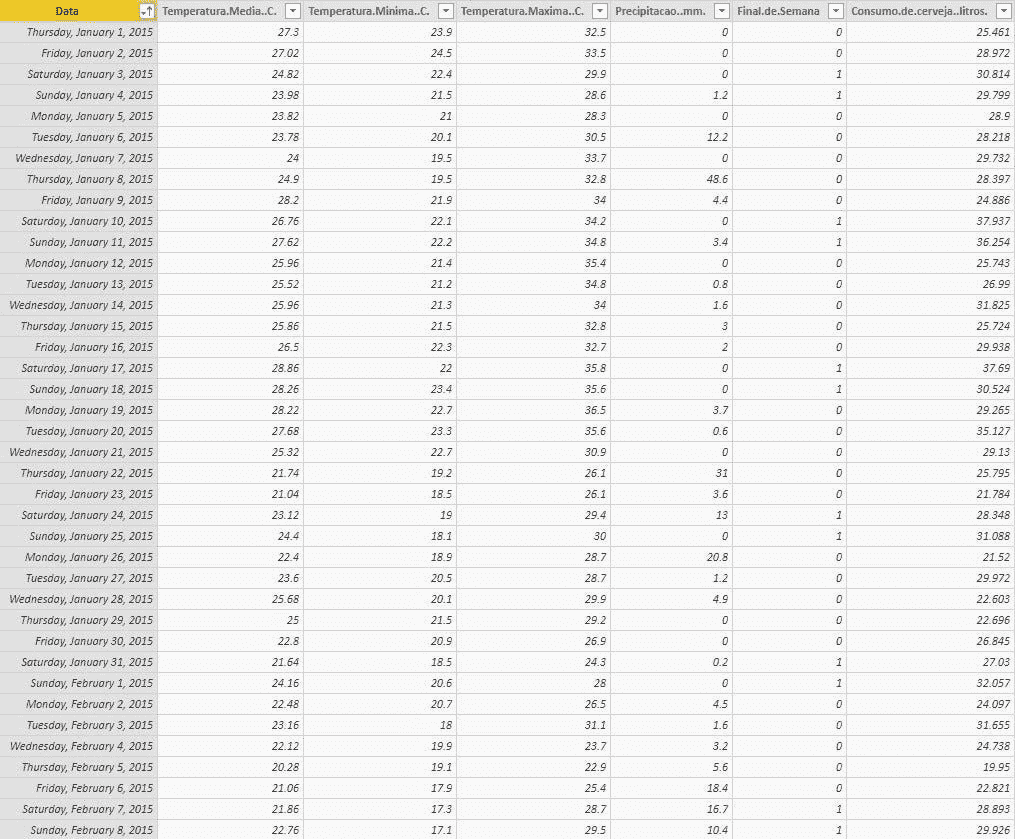 Data Temperatura.Media..C. Temperatura.Minima..C. Temperatura.Maxima..C. Precipitacao..mm. Final.de.Semana Consumo.de.cerveja..litros.
Thursday, January 1, 2015 27.3 23.9 32.5 0 0 25.461
Friday, January 2, 2015 27.02 24.5 33.5 0 0 28.972
Saturday, January 3, 2015 24.82 22.4 29.9 0 1 30.814
Sunday, January 4, 2015 23.98 21.5 28.6 1.2 1 29.799
Monday, January 5, 2015 23.82 21 28.3 0 0 28.9
Tuesday, January 6, 2015 23.78 20.1 30.5 12.2 0 28.218
Wednesday, January 7, 2015 24 19.5 33.7 0 0 29.732
Thursday, January 8, 2015 24.9 19.5 32.8 48.6 0 28.397
Friday, January 9, 2015 28.2 21.9 34 4.4 0 24.886
Saturday, January 10, 2015 26.76 22.1 34.2 0 1 37.937
Sunday, January 11, 2015 27.62 22.2 34.8 3.4 1 36.254
Monday, January 12, 2015 25.96 21.4 35.4 0 0 25.743
Tuesday, January 13, 2015 25.52 21.2 34.8 0.8 0 26.99
Wednesday, January 14, 2015 25.96 21.3 34 1.6 0 31.825
Thursday, January 15, 2015 25.86 21.5 32.8 3 0 25.724
Friday, January 16, 2015 26.5 22.3 32.7 2 0 29.938
Saturday, January 17, 2015 28.86 22 35.8 0 1 37.69
Sunday, January 18, 2015 28.26 23.4 35.6 0 1 30.524
Monday, January 19, 2015 28.22 22.7 36.5 3.7 0 29.265
Tuesday, January 20, 2015 27.68 23.3 35.6 0.6 0 35.127
Wednesday, January 21, 2015 25.32 22.7 30.9 0 0 29.13
Thursday, January 22, 2015 21.74 19.2 26.1 31 0 25.795
Friday, January 23, 2015 21.04 18.5 26.1 3.6 0 21.784
Saturday, January 24, 2015 23.12 19 29.4 13 1 28.348
Sunday, January 25, 2015 24.4 18.1 30 0 1 31.088
Monday, January 26, 2015 22.4 18.9 28.7 20.8 0 21.52
Tuesday, January 27, 2015 23.6 20.5 28.7 1.2 0 29.972
Wednesday, January 28, 2015 25.68 20.1 29.9 4.9 0 22.603
Thursday, January 29, 2015 25 21.5 29.2 0 0 22.696
Friday, January 30, 2015 22.8 20.9 26.9 0 0 26.845
Saturday, January 31, 2015 21.64 18.5 24.3 0.2 1 27.03
Sunday, February 1, 2015 24.16 20.6 28 0 1 32.057
Monday, February 2, 2015 22.48 20.7 26.5 4.5 0 24.097
Tuesday, February 3, 2015 23.16 18 31.1 1.6 0 31.655
Wednesday, February 4, 2015 22.12 19.9 23.7 3.2 0 24.738
Thursday, February 5, 2015 20.28 19.1 22.9 5.6 0 19.95
Friday, February 6, 2015 21.06 17.9 25.4 18.4 0 22.821
Saturday, February 7, 2015 21.86 17.3 28.7 16.7 1 28.893
Sunday, February 8, 2015 22.76 17.1 29.5 10.4 1 29.926